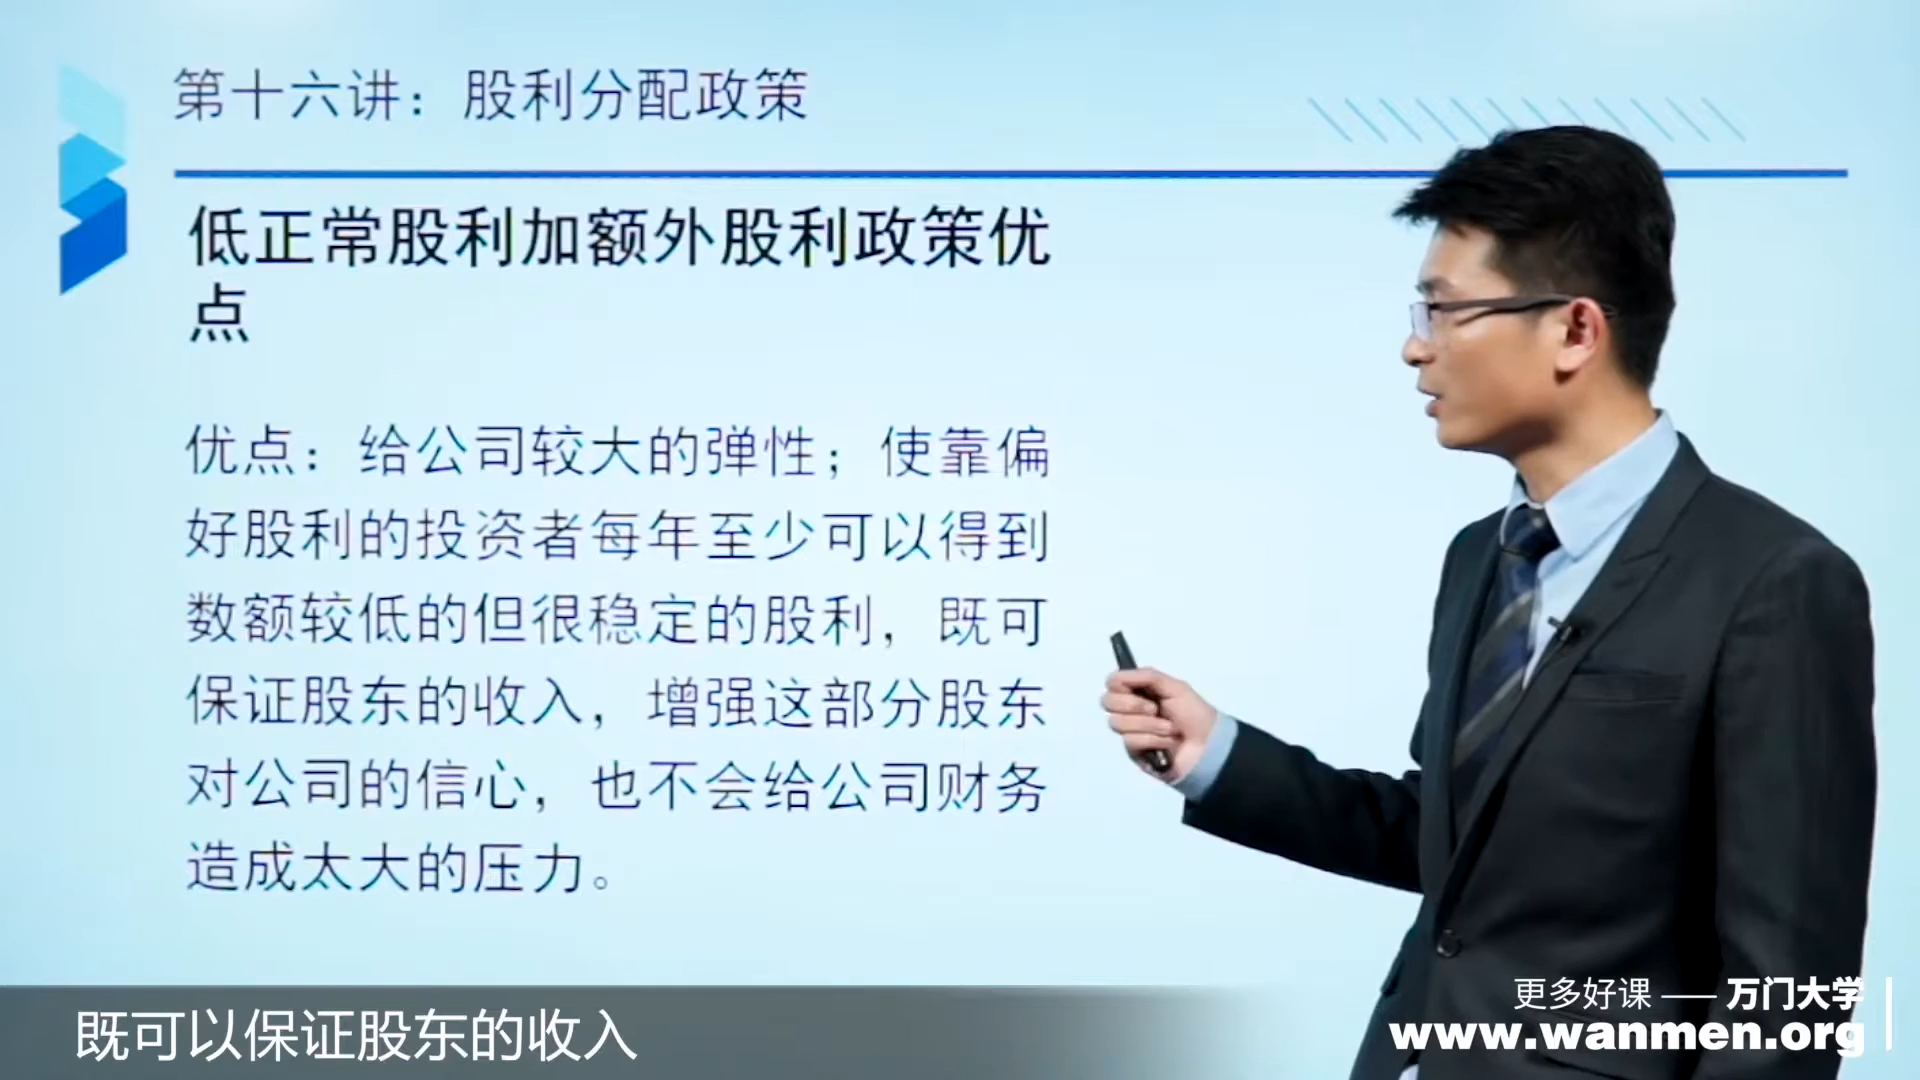 第十六讲：股利分配政策
低正常股利加额外股利政策优
点
优点：给公司较大的弹性；使靠偏
好股利的投资者每年至少可以得到
数额较低的但很稳定的股利，既可
保证股东的收入，增强这部分股东
对公司的信心，也不会给公司财务
造成太大的压力。
既可以保证股东的收入
更多好课 —— 万门大学
www.wanmen.org